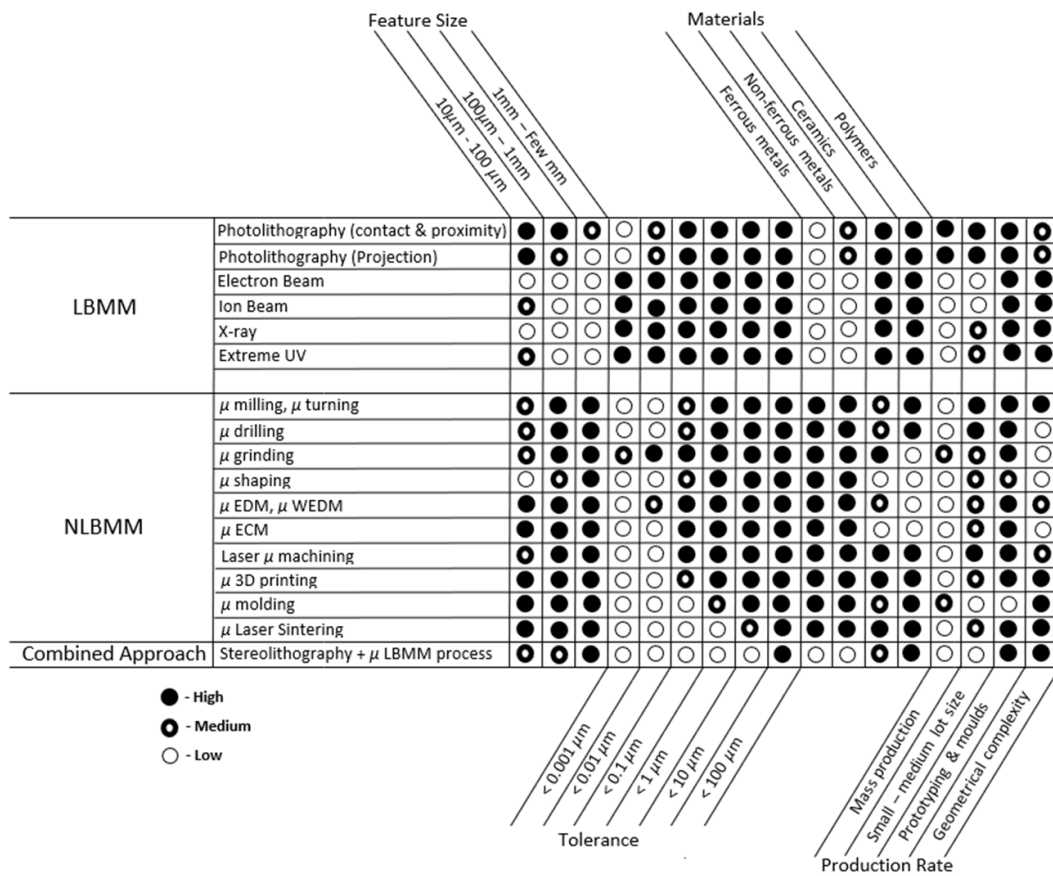 Feature Size
Materials
10μm - 100 μm
100μm – 1mm
1mm – Few mm
Ferrous metals
Non-ferrous metals
Ceramics
Polymers
LBMM
Photolithography (contact & proximity)
Photolithography (Projection)
Electron Beam
Ion Beam
X-ray
Extreme UV
NLBMM
μ milling, μ turning
μ drilling
μ grinding
μ shaping
μ EDM, μ WEDM
μ ECM
Laser μ machining
μ 3D printing
μ molding
μ Laser Sintering
Combined Approach
Stereolithography + μ LBMM process
- High
- Medium
- Low
< 0.001 μm
< 0.01 μm
< 0.1 μm
< 1 μm
< 10 μm
< 100 μm
Tolerance
Mass production
Small – medium lot size
Prototyping & moulds
Geometrical complexity
Production Rate